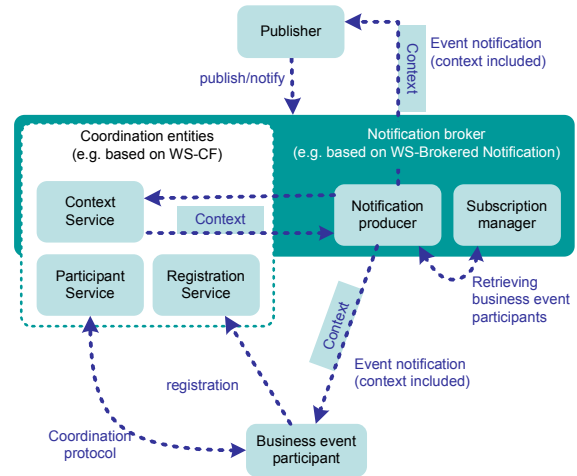 Publisher
Event notification
(context included)
Context
publish/notify
Coordination entities
(e.g. based on WS-CF)
Notification broker
(e.g. based on WS-Brokered Notification)
Context
Service
Context
Notification
producer
Subscription
manager
Participant
Service
Registration
Service
Retrieving
business event
participants
Context
Event notification
(context included)
registration
Coordination
protocol
Business event
participant